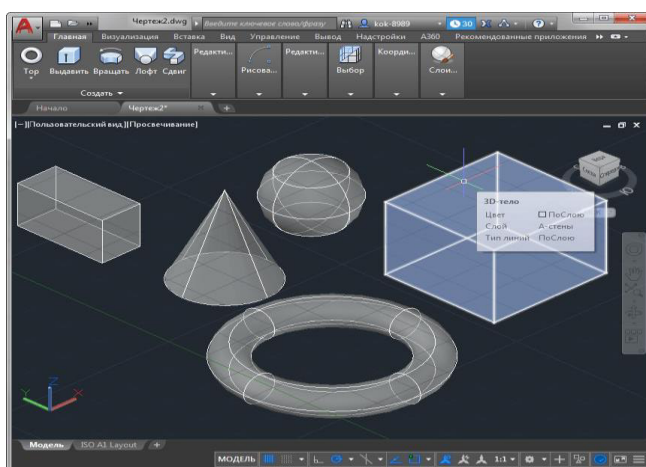 Чертеж2.dwg
Введите ключевое слово/фразу
kok-8989
30
Главная Визуализация Вставка Вид Управление Вывод Надстройки A360 Рекомендованные приложения
Тор Выдавить Вращать Лофт Сдвиг
Редакти... Рисова... Редакти... Выбор Коорди... Слои...
Создать
Начало Чертеж2*
[−][Пользовательский вид][Просвечивание]
3D-тело
Цвет ПоСлою
Слой А-стены
Тип линий ПоСлою
Z
Y X
Модель ISO A1 Layout +
МОДЕЛЬ 1:1